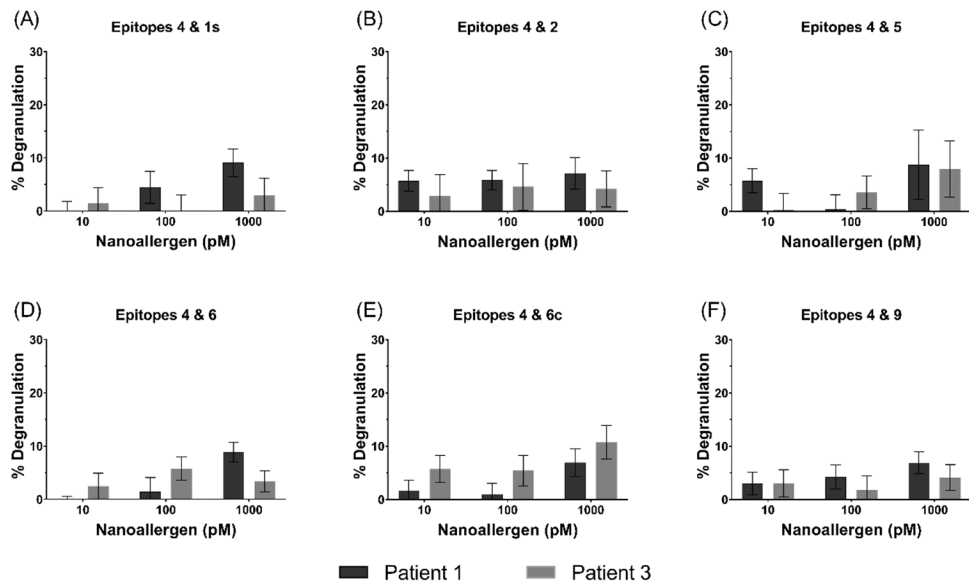 (A)
Epitopes 4 & 1s
% Degranulation
30
20
10
0
10 100 1000
Nanoallergen (pM)
(B)
Epitopes 4 & 2
% Degranulation
30
20
10
0
10 100 1000
Nanoallergen (pM)
(C)
Epitopes 4 & 5
% Degranulation
30
20
10
0
10 100 1000
Nanoallergen (pM)
(D)
Epitopes 4 & 6
% Degranulation
30
20
10
0
10 100 1000
Nanoallergen (pM)
(E)
Epitopes 4 & 6c
% Degranulation
30
20
10
0
10 100 1000
Nanoallergen (pM)
(F)
Epitopes 4 & 9
% Degranulation
30
20
10
0
10 100 1000
Nanoallergen (pM)
Patient 1 Patient 3